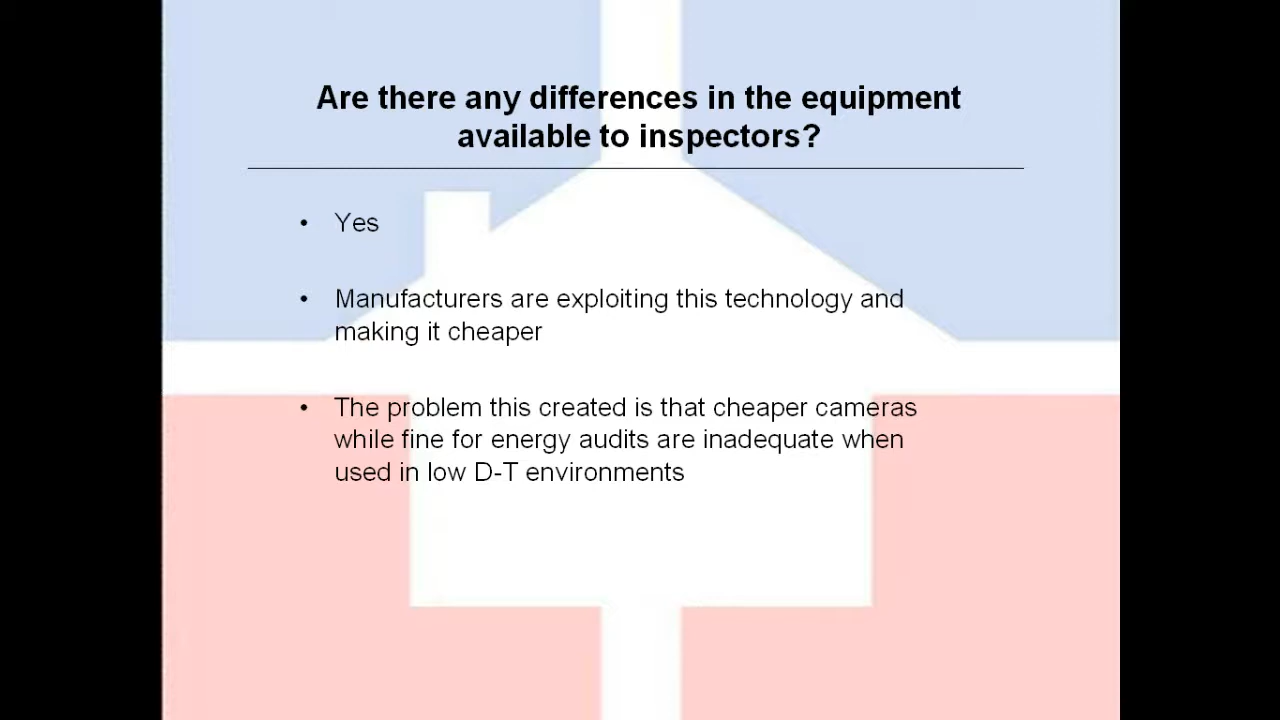 Are there any differences in the equipment
available to inspectors?
• Yes
• Manufacturers are exploiting this technology and
making it cheaper
• The problem this created is that cheaper cameras
while fine for energy audits are inadequate when
used in low D-T environments